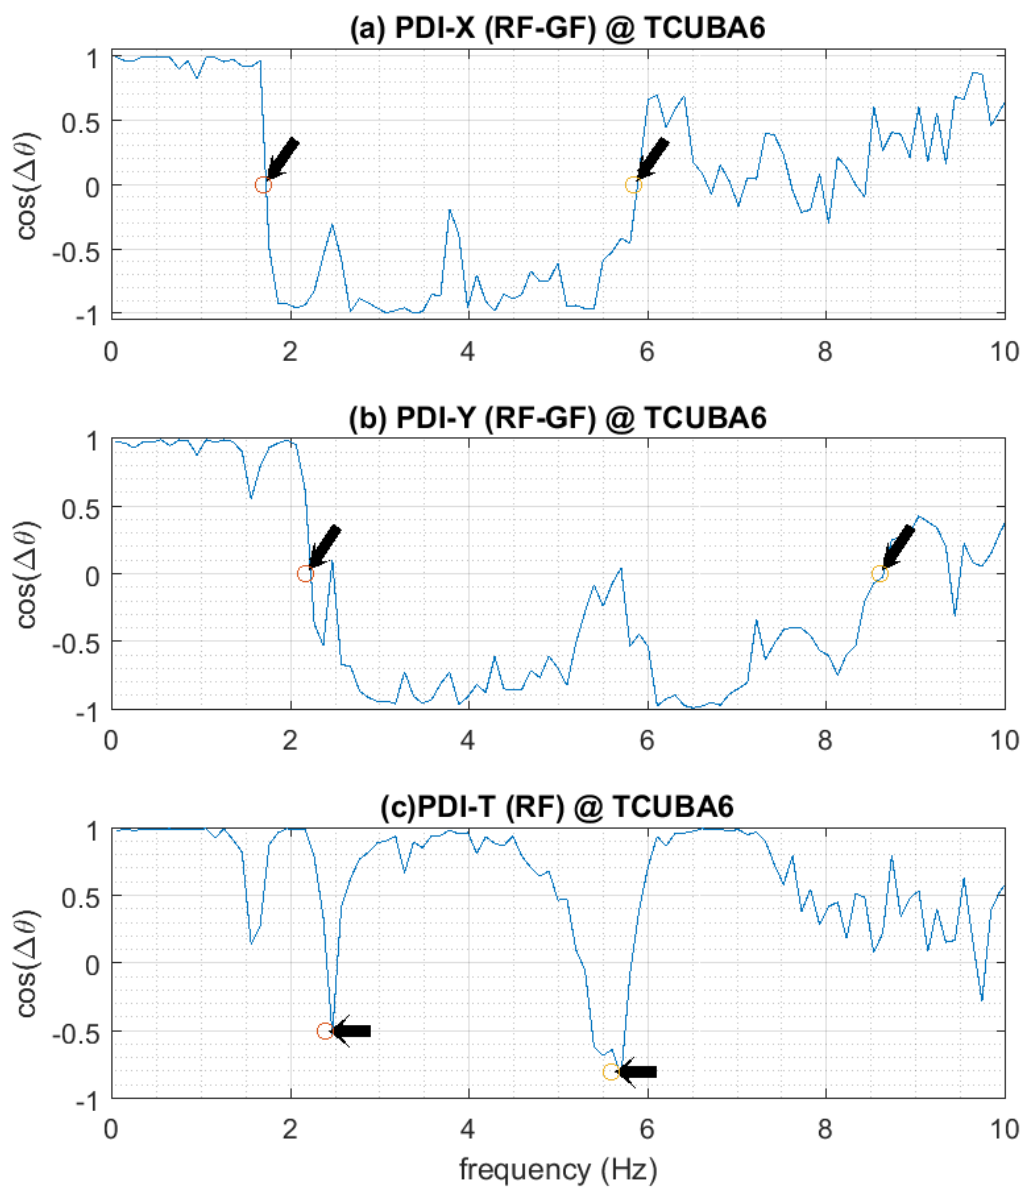 (a) PDI-X (RF-GF) @ TCUBA6
1
0.5
0
-0.5
-1
cos(Δθ)
0 2 4 6 8 10
(b) PDI-Y (RF-GF) @ TCUBA6
1
0.5
0
-0.5
-1
cos(Δθ)
0 2 4 6 8 10
(c)PDI-T (RF) @ TCUBA6
1
0.5
0
-0.5
-1
cos(Δθ)
0 2 4 6 8 10
frequency (Hz)